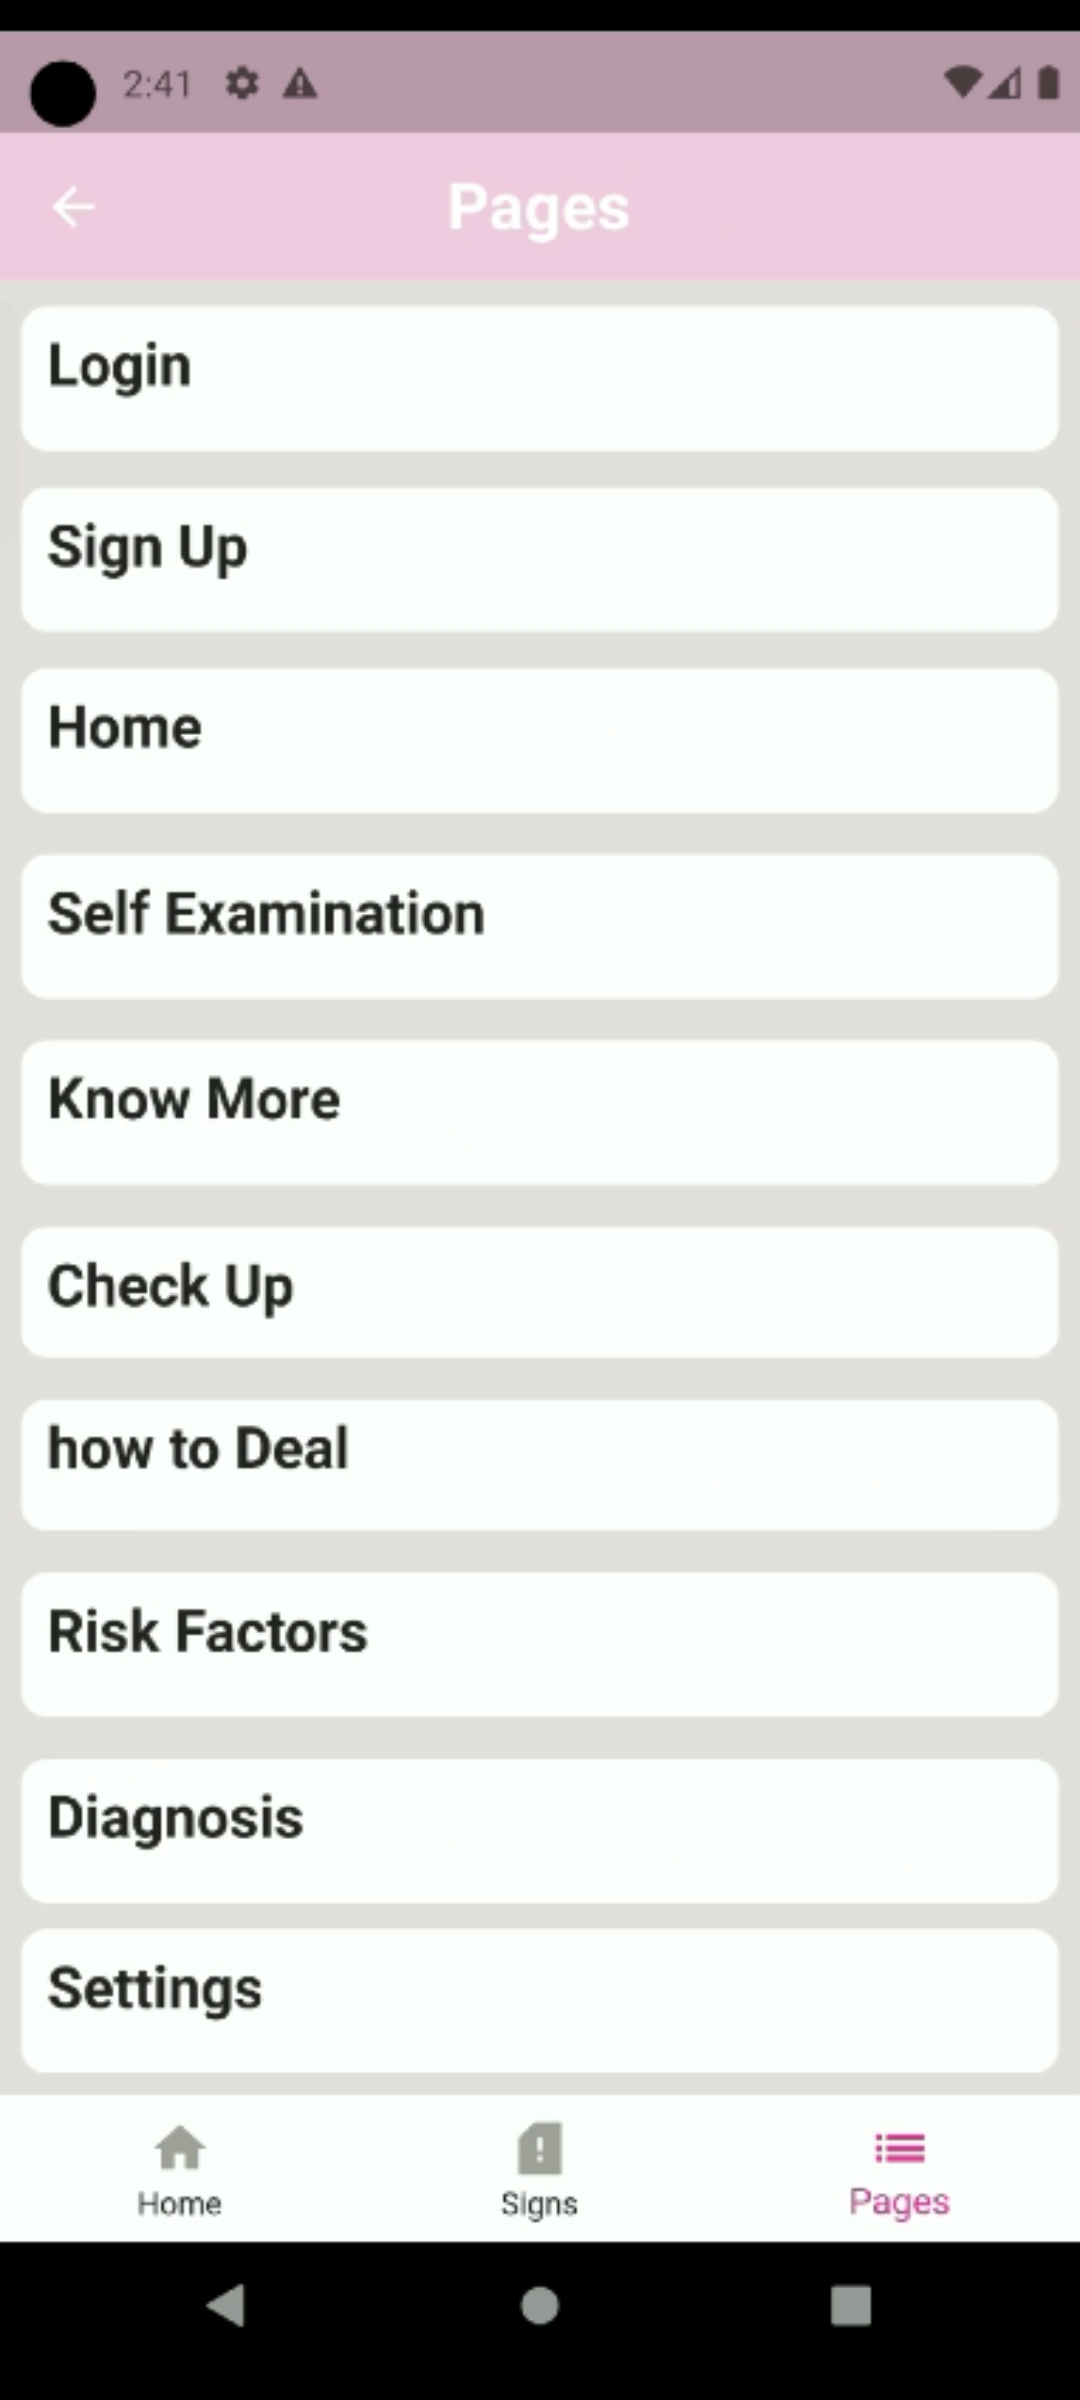 2:41
Pages
Login
Sign Up
Home
Self Examination
Know More
Check Up
how to Deal
Risk Factors
Diagnosis
Settings
Home
Signs
Pages